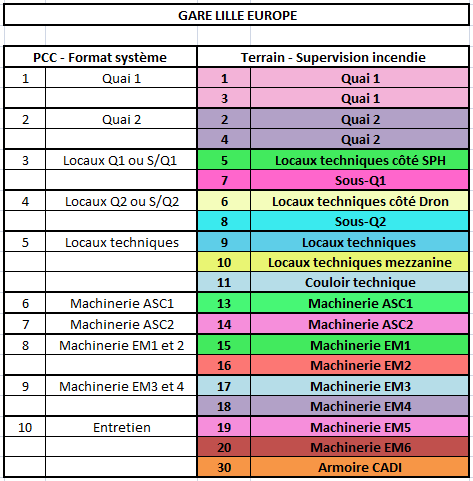 GARE LILLE EUROPE
PCC - Format système Terrain - Supervision incendie
1 Quai 1 1 Quai 1
3 Quai 1
2 Quai 2 2 Quai 2
4 Quai 2
3 Locaux Q1 ou S/Q1 5 Locaux techniques côté SPH
7 Sous-Q1
4 Locaux Q2 ou S/Q2 6 Locaux techniques côté Dron
8 Sous-Q2
5 Locaux techniques 9 Locaux techniques
10 Locaux techniques mezzanine
11 Couloir technique
6 Machinerie ASC1 13 Machinerie ASC1
7 Machinerie ASC2 14 Machinerie ASC2
8 Machinerie EM1 et 2 15 Machinerie EM1
16 Machinerie EM2
9 Machinerie EM3 et 4 17 Machinerie EM3
18 Machinerie EM4
10 Entretien 19 Machinerie EM5
20 Machinerie EM6
30 Armoire CADI